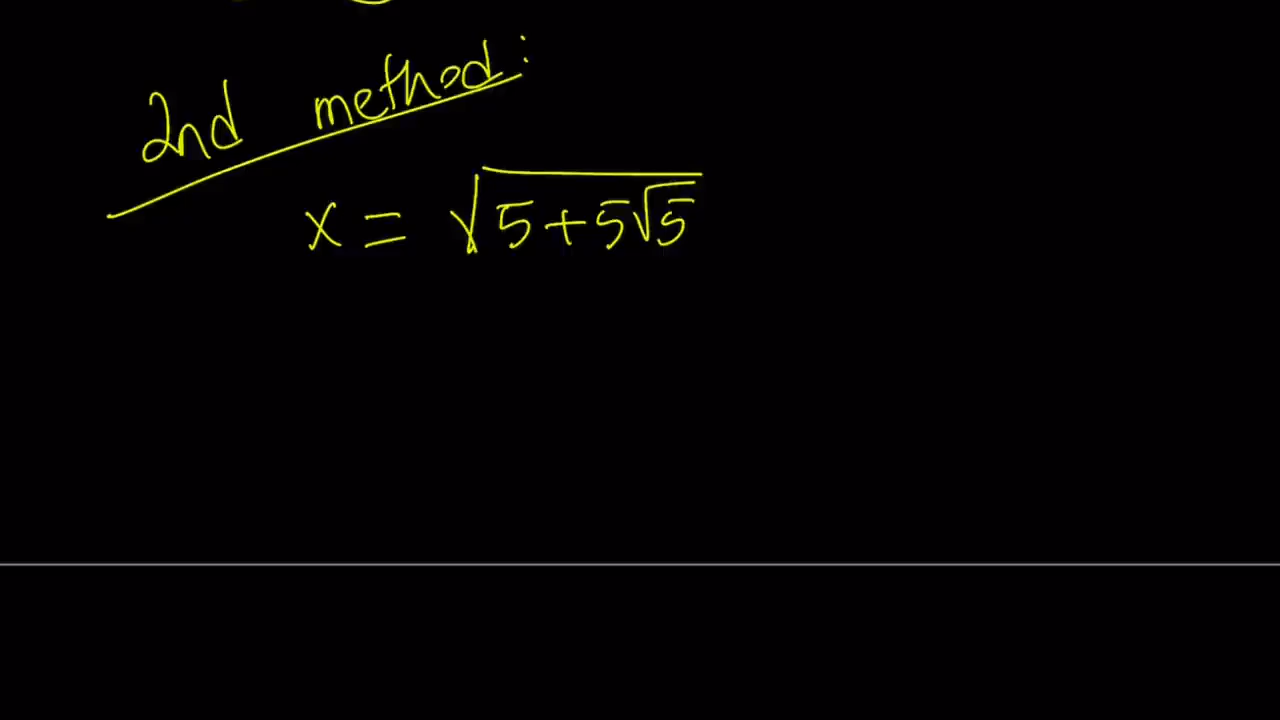 2nd method:
x = √(5+5√5)